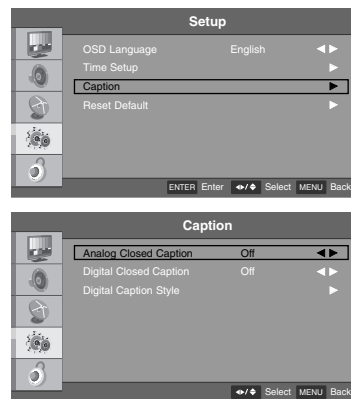 Setup
OSD Language English
Time Setup
Caption
Reset Default
ENTER Enter Select MENU Back
Caption
Analog Closed Caption Off
Digital Closed Caption Off
Digital Caption Style
Select MENU Back